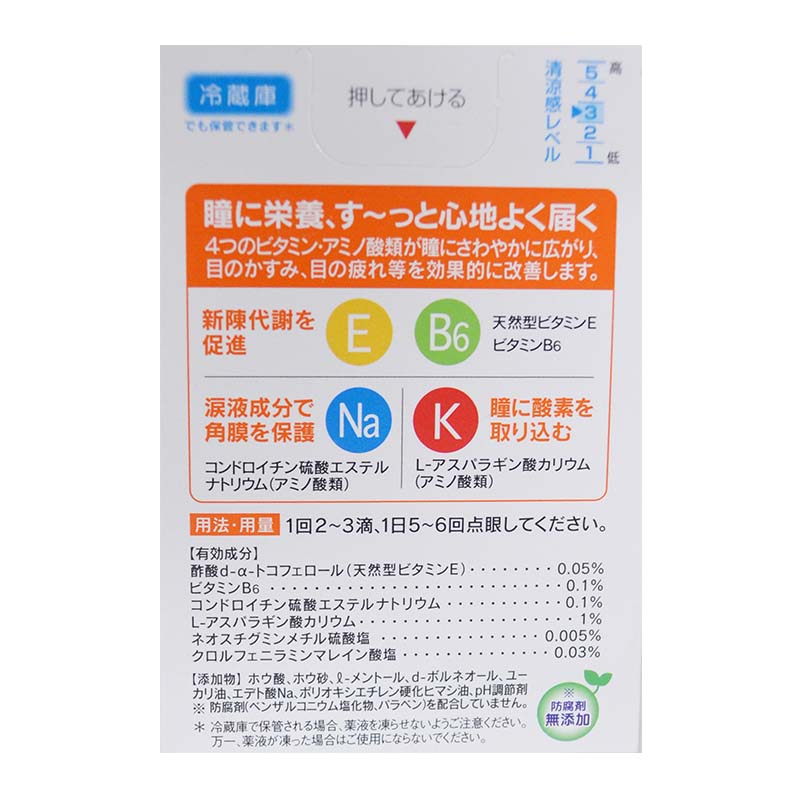 冷蔵庫
でも保管できます＊
押してあける
清涼感レベル
高
5
4
3
2
1
低
瞳に栄養、す〜っと心地よく届く
4つのビタミン・アミノ酸類が瞳にさわやかに広がり、
目のかすみ、目の疲れ等を効果的に改善します。
新陳代謝を
促進
E
B6
天然型ビタミンE
ビタミンB6
涙液成分で
角膜を保護
Na
コンドロイチン硫酸エステル
ナトリウム(アミノ酸類)
K
瞳に酸素を
取り込む
L-アスパラギン酸カリウム
(アミノ酸類)
用法・用量 1回2〜3滴、1日5〜6回点眼してください。
【有効成分】
酢酸d-α-トコフェロール(天然型ビタミンE)・・・・・・・・0.05%
ビタミンB6・・・・・・・・・・・・・・・・・・・・・・・・0.1%
コンドロイチン硫酸エステルナトリウム・・・・・・・・・・・0.1%
L-アスパラギン酸カリウム・・・・・・・・・・・・・・・・・1%
ネオスチグミンメチル硫酸塩・・・・・・・・・・・・・・0.005%
クロルフェニラミンマレイン酸塩・・・・・・・・・・・・0.03%
【添加物】ホウ酸、ホウ砂、ℓ-メントール、d-ボルネオール、ユー
カリ油、エデト酸Na、ポリオキシエチレン硬化ヒマシ油、pH調節剤
※ 防腐剤(ベンザルコニウム塩化物、パラベン)を配合していません。
＊ 冷蔵庫で保管される場合、薬液を凍らせないようご注意ください。
万一、薬液が凍った場合はご使用にならないでください。
※
防腐剤
無添加